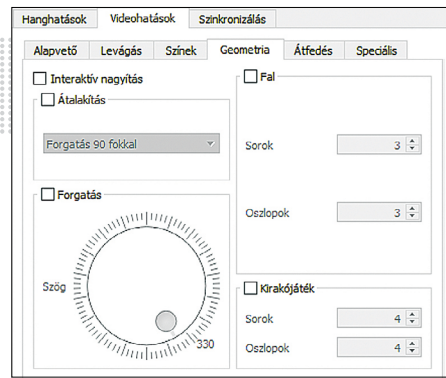 Hanghatások Videohatások Szinkronizálás
Alapvető Levágás Színek Geometria Átfedés Speciális
Interaktív nagyítás
Átalakítás
Forgatás 90 fokkal
Forgatás
Szög
330
Fal
Sorok 3
Oszlopok 3
Kirakójáték
Sorok 4
Oszlopok 4